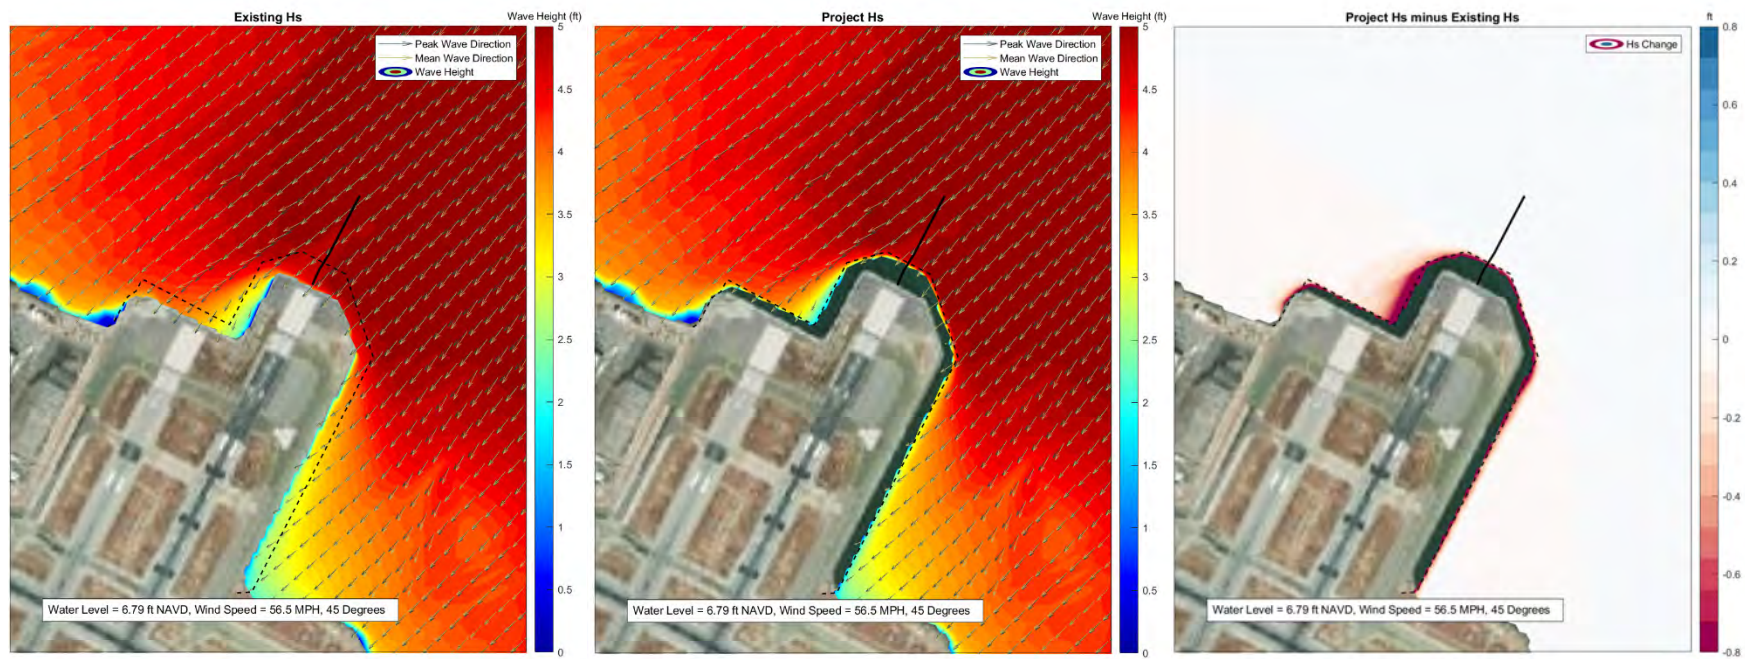 Existing Hs
Wave Height (ft)
Peak Wave Direction
Mean Wave Direction
Wave Height
5
4.5
4
3.5
3
2.5
2
1.5
1
0.5
0
Water Level = 6.79 ft NAVD, Wind Speed = 56.5 MPH, 45 Degrees
Project Hs
Wave Height (ft)
Peak Wave Direction
Mean Wave Direction
Wave Height
5
4.5
4
3.5
3
2.5
2
1.5
1
0.5
0
Water Level = 6.79 ft NAVD, Wind Speed = 56.5 MPH, 45 Degrees
Project Hs minus Existing Hs
ft
Hs Change
0.8
0.6
0.4
0.2
0
-0.2
-0.4
-0.6
-0.8
Water Level = 6.79 ft NAVD, Wind Speed = 56.5 MPH, 45 Degrees